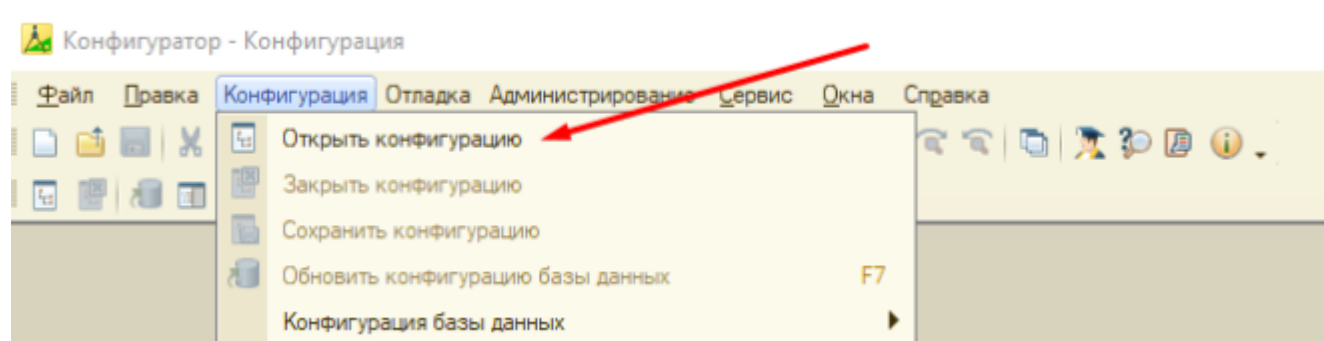 Конфигуратор - Конфигурация
Файл Правка Конфигурация Отладка Администрирование Сервис Окна Справка
Открыть конфигурацию
Закрыть конфигурацию
Сохранить конфигурацию
Обновить конфигурацию базы данных F7
Конфигурация базы данных